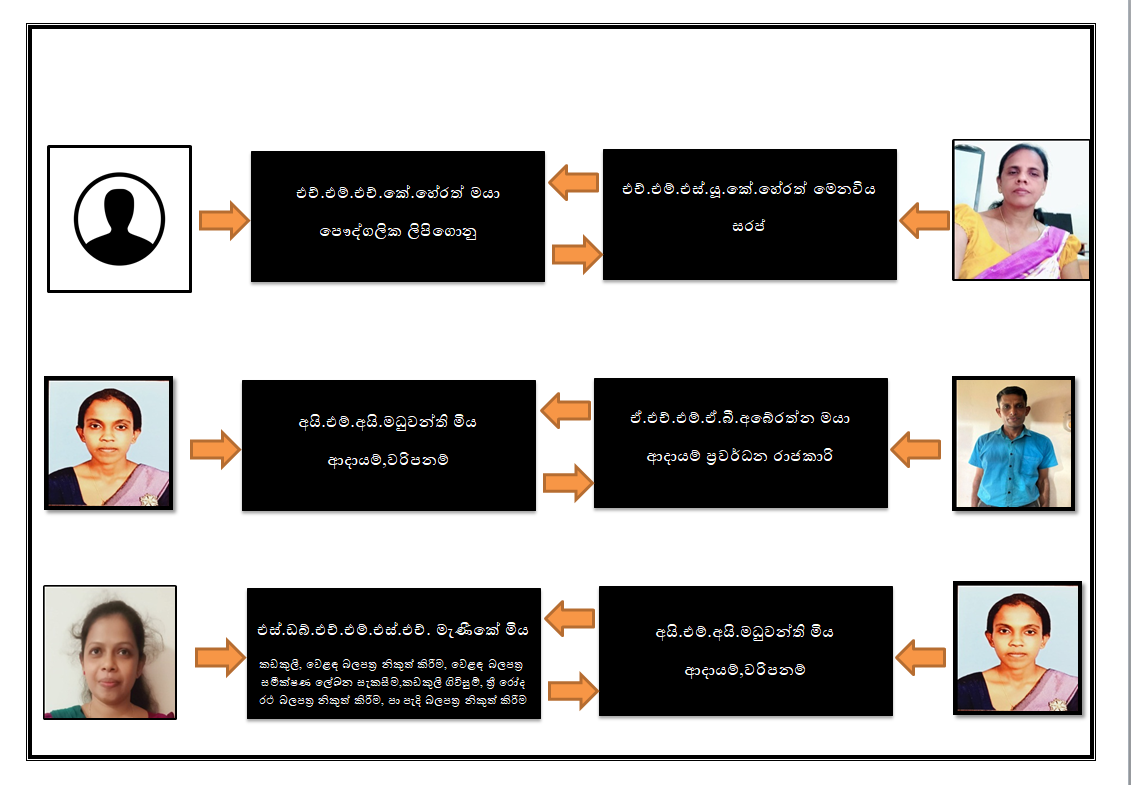 එච්.එම්.එච්.කේ.හේරත් මයා
පෞද්ගලික ලිපිගොනු
එච්.එම්.එස්.යූ.කේ.හේරත් මෙනවිය
සරප්
අයි.එම්.අයි.මධුවන්ති මිය
ආදායම්,වරිපනම්
ඒ.එච්.එම්.ඒ.බී.අබේරත්න මයා
ආදායම් ප්‍රවර්ධන රාජකාරි
එස්.ඩබ්.එච්.එම්.එස්.එච්. මැණිකේ මිය
කඩකුලී, වෙළඳ බලපත්‍ර නිකුත් කිරීම, වෙළඳ බලපත්‍ර
සමීක්ෂණ ලේඛන සැකසීම,කඩකුලී ගිවිසුම්, ත්‍රී රෝද
රථ බලපත්‍ර නිකුත් කිරීම, පා පැදි බලපත්‍ර නිකුත් කිරීම
අයි.එම්.අයි.මධුවන්ති මිය
ආදායම්,වරිපනම්